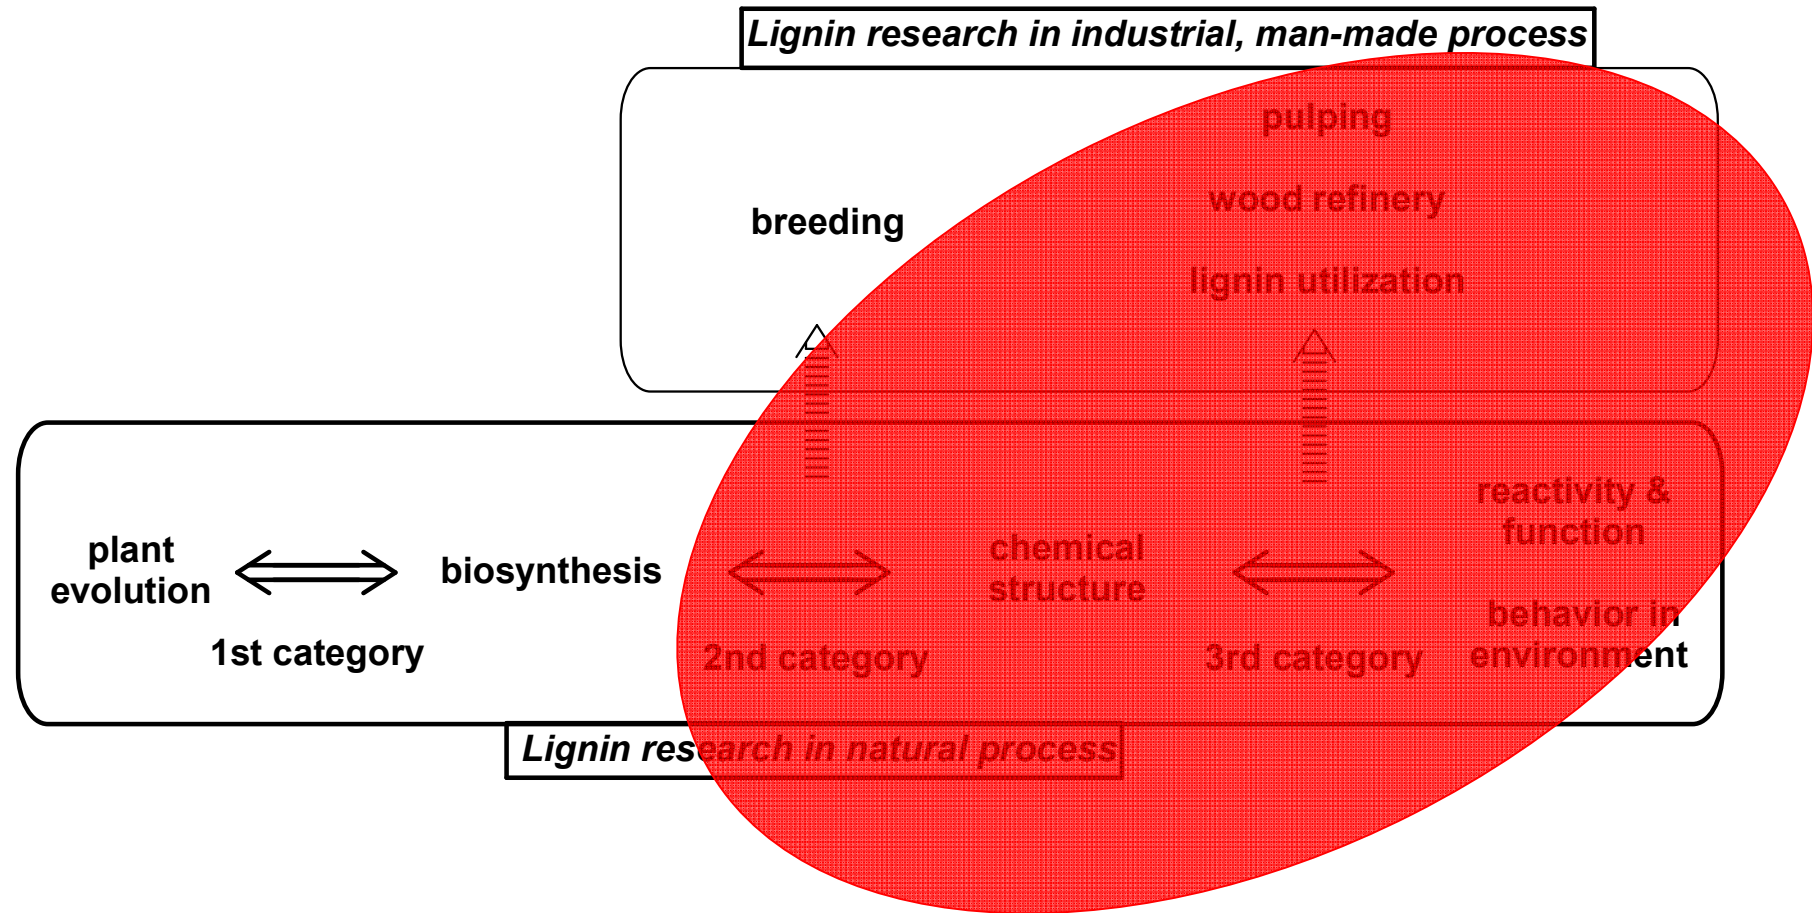 Lignin research in industrial, man-made process
pulping
wood refinery
breeding
lignin utilization
reactivity &
function
plant
evolution
biosynthesis
chemical
structure
behavior in
environment
1st category
2nd category
3rd category
Lignin research in natural process